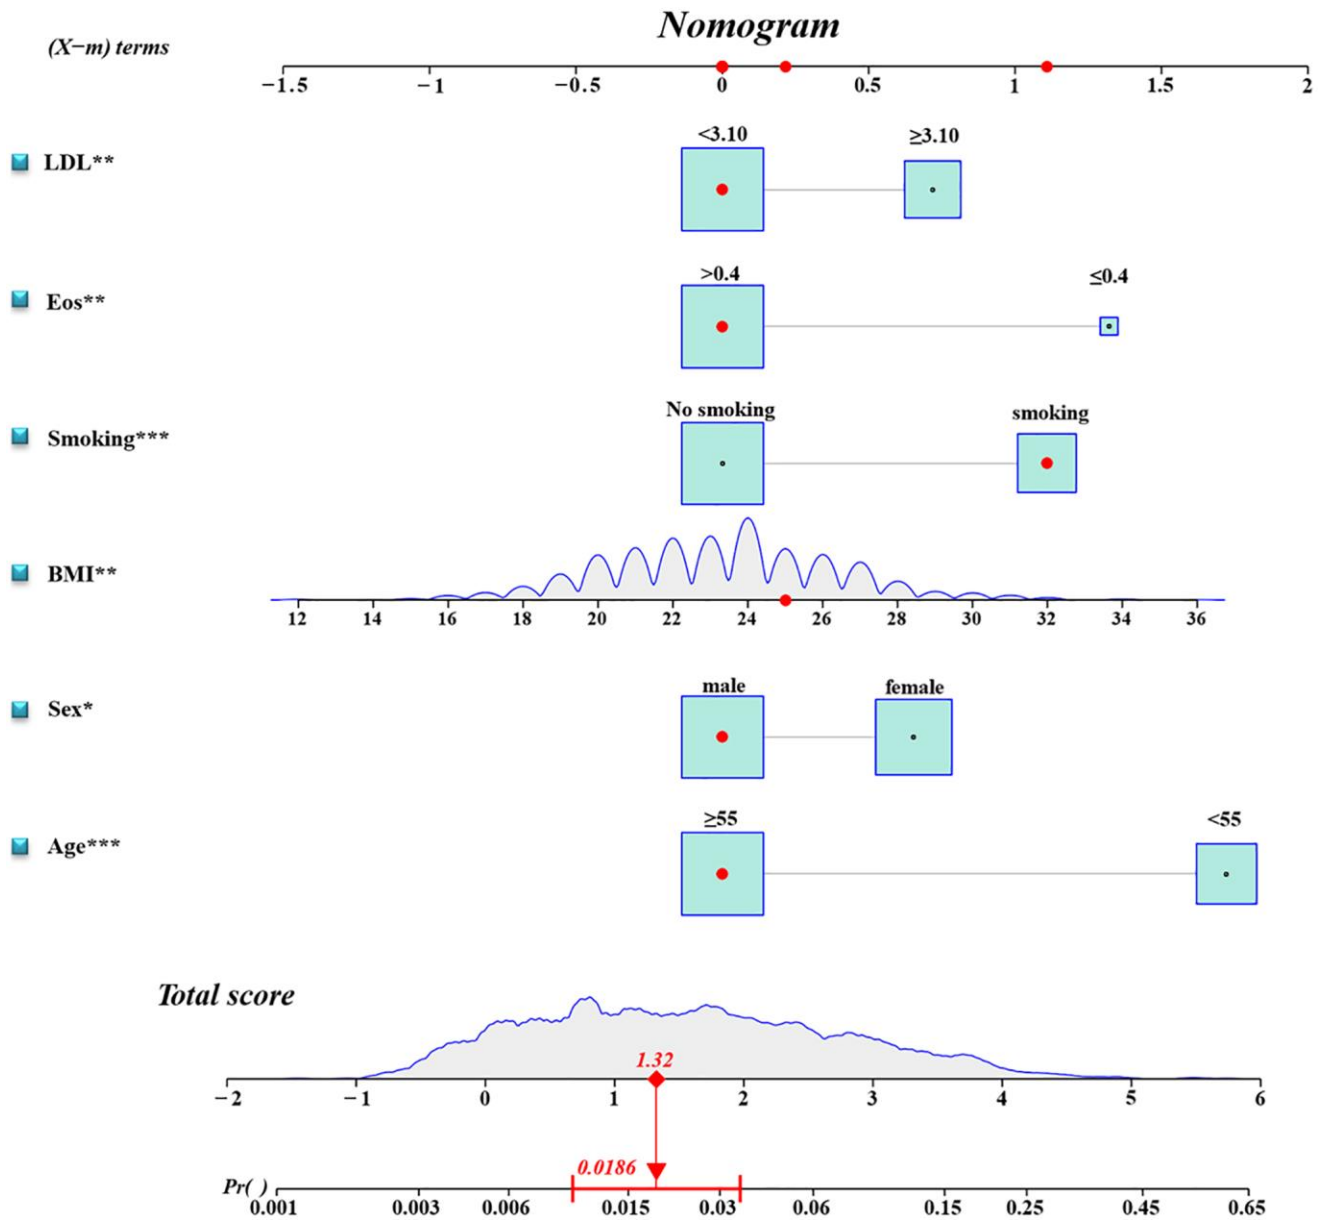 Nomogram
(X−m) terms
−1.5 −1 −0.5 0 0.5 1 1.5 2
<3.10 ≥3.10
LDL**
>0.4 ≤0.4
Eos**
No smoking smoking
Smoking***
BMI**
12 14 16 18 20 22 24 26 28 30 32 34 36
male female
Sex*
≥55 <55
Age***
Total score
1.32
−2 −1 0 1 2 3 4 5 6
0.0186
Pr( )
0.001 0.003 0.006 0.015 0.03 0.06 0.15 0.25 0.45 0.65